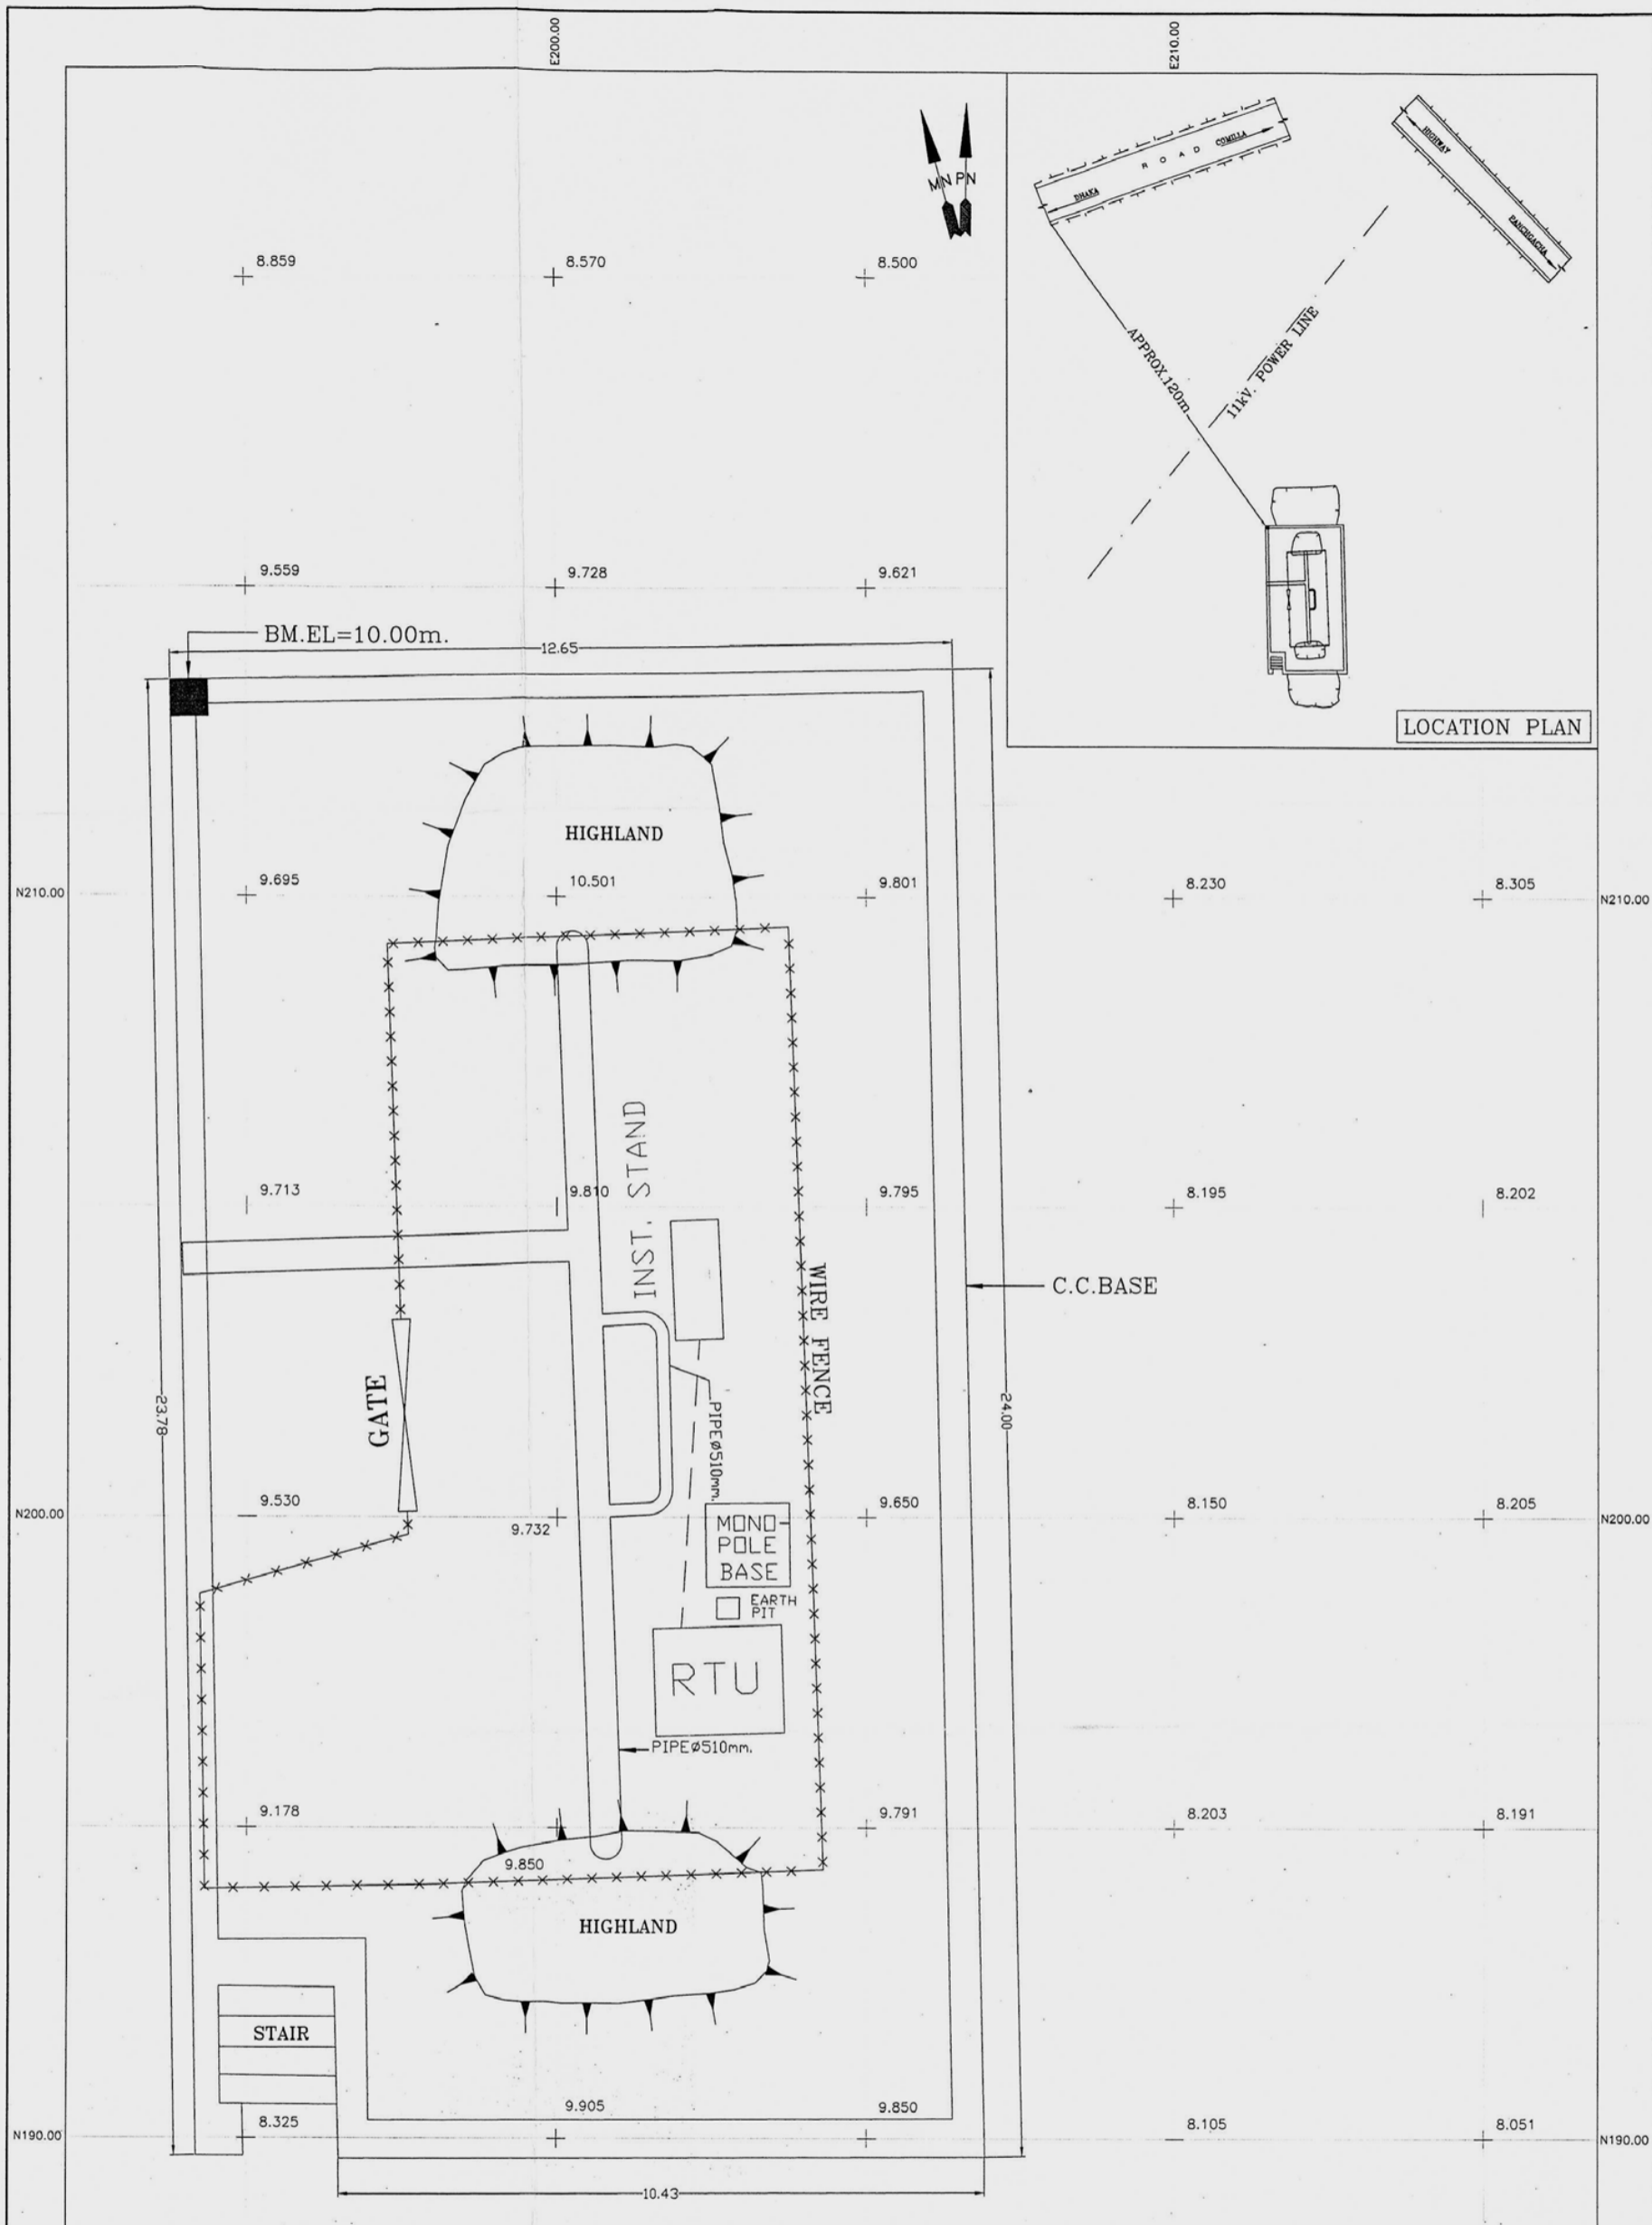 E200.00
E210.00
MN PN
ROAD
CUMILLA
DHAKA
HIGHWAY
PANCHGACHA
APPROX.120m
11kV. POWER LINE
LOCATION PLAN
8.859
8.570
8.500
9.559
9.728
9.621
BM.EL=10.00m.
12.65
HIGHLAND
N210.00
9.695
10.501
9.801
8.230
8.305
N210.00
INST. STAND
9.713
9.810
9.795
8.195
8.202
WIRE FENCE
C.C.BASE
GATE
23.78
24.00
PIPEø510mm.
N200.00
9.530
9.732
9.650
8.150
8.205
N200.00
MONO-
POLE
BASE
EARTH
PIT
RTU
PIPEø510mm.
9.178
9.791
8.203
8.191
9.850
HIGHLAND
STAIR
N190.00
8.325
9.905
9.850
8.105
8.051
N190.00
10.43